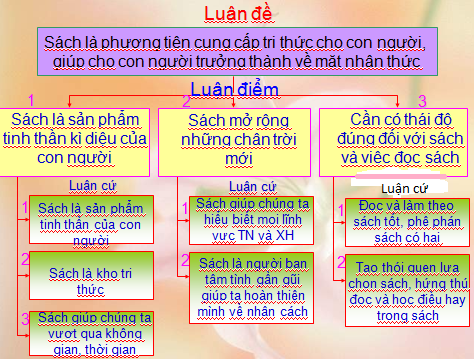 Luận đề
Sách là phương tiện cung cấp tri thức cho con người,
giúp cho con người trưởng thành về mặt nhận thức
Luận điểm
1
Sách là sản phẩm
tinh thần kì diệu của
con người
2
Sách mở rộng
những chân trời
mới
3
Cần có thái độ
đúng đối với sách
và việc đọc sách
Luận cứ
1
Sách là sản phẩm
tinh thần của con
người
2
Sách là kho tri
thức
3
Sách giúp chúng ta
vượt qua không
gian, thời gian
Luận cứ
1
Sách giúp chúng ta
hiểu biết mọi lĩnh
vực TN và XH
2
Sách là người bạn
tâm tình gần gũi
giúp ta hoàn thiện
mình về nhân cách
Luận cứ
1
Đọc và làm theo
sách tốt, phê phán
sách có hại
2
Tạo thói quen lựa
chọn sách, hứng thú
đọc và học điều hay
trong sách